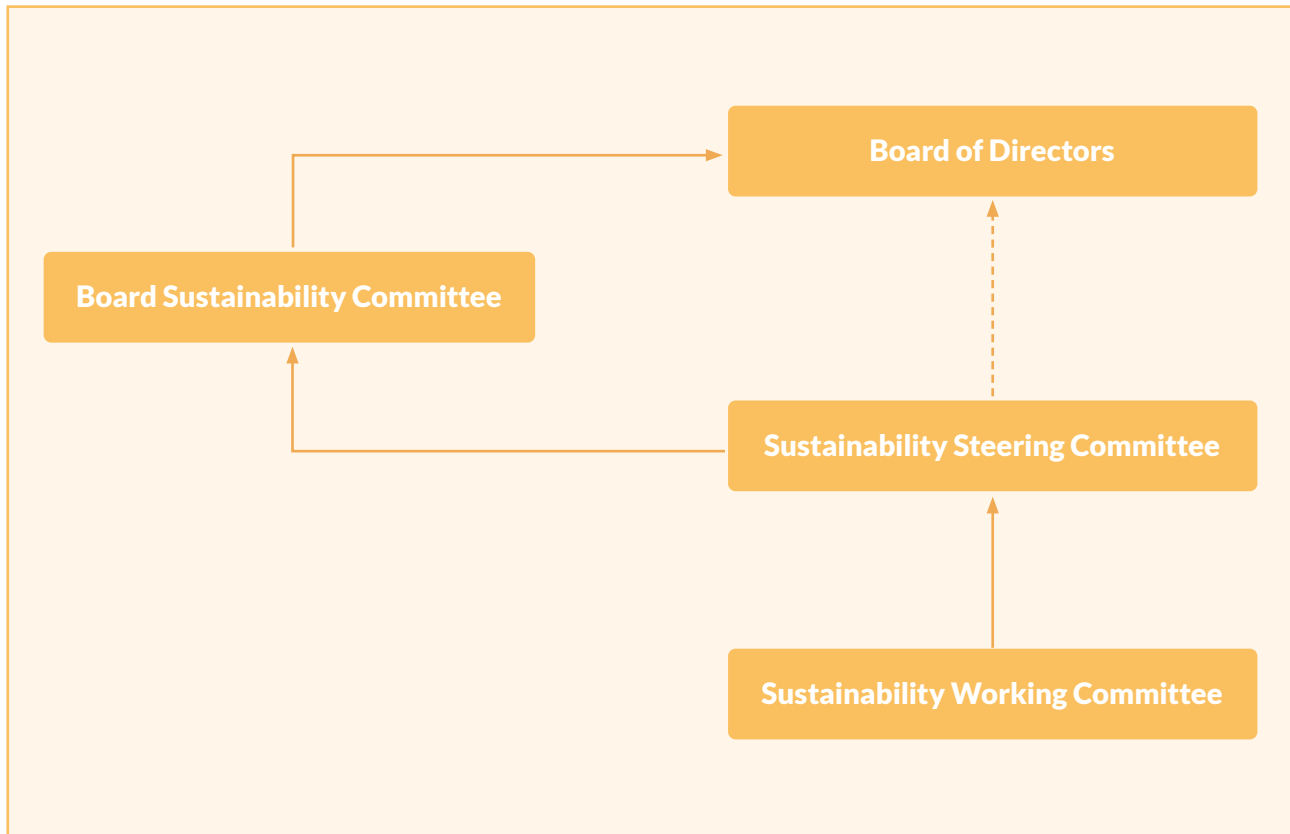 Board of Directors
Board Sustainability Committee
Sustainability Steering Committee
Sustainability Working Committee